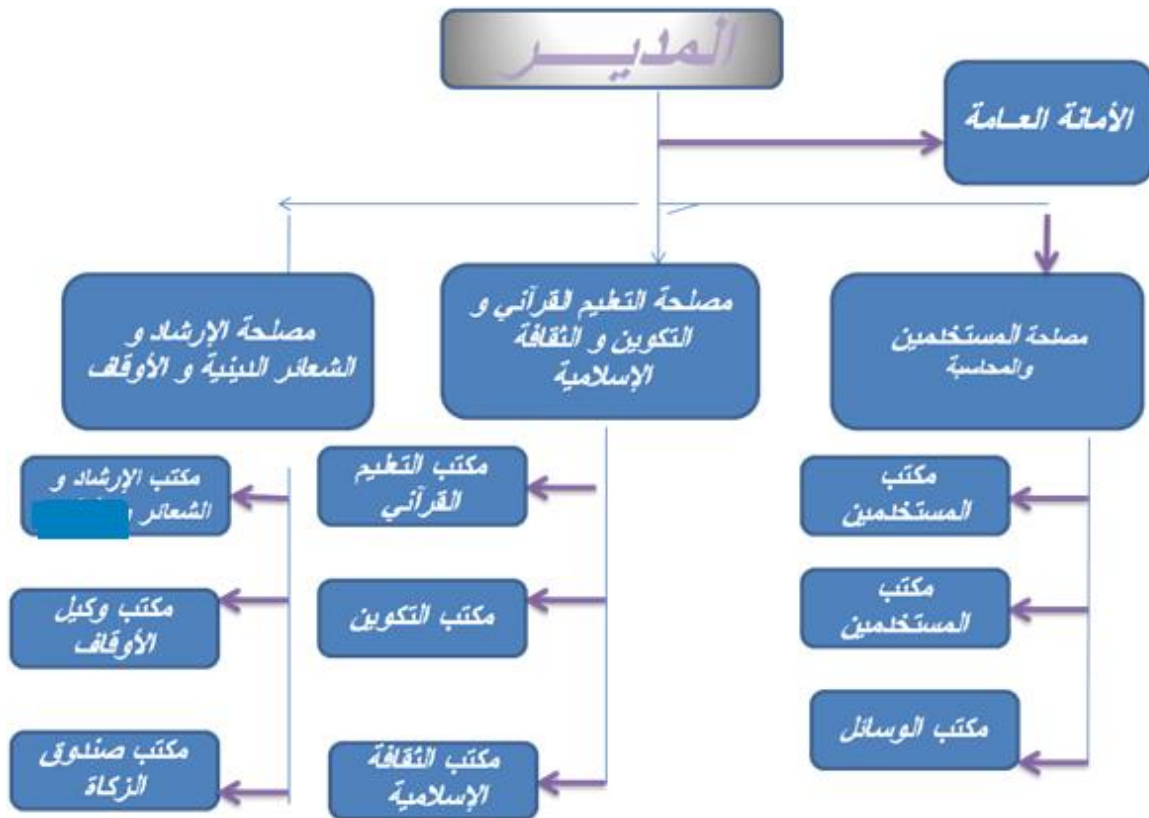 المديـــر
الأمانة العـامة
مصلحة المستخدمين
والمحاسبة
مصلحة التعليم القرآني و
التكوين و الثقافة
الإسلامية
مصلحة الإرشاد و
الشعائر الدينية و الأوقاف
مكتب
المستخدمين
مكتب
المستخدمين
مكتب الوسائل
مكتب التعليم
القرآني
مكتب التكوين
مكتب الثقافة
الإسلامية
مكتب الإرشاد و
الشعائر
مكتب وكيل
الأوقاف
مكتب صندوق
الزكاة